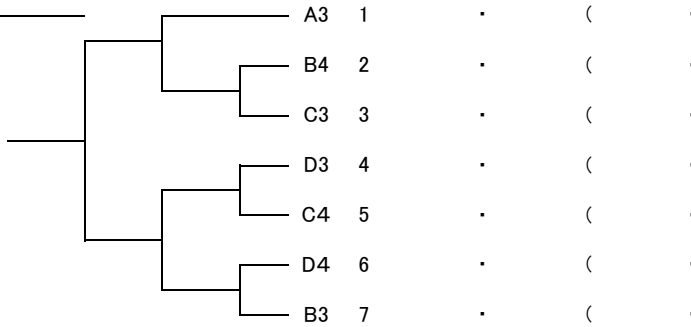 A3 1 ・ ( ・
B4 2 ・ ( ・
C3 3 ・ ( ・
D3 4 ・ ( ・
C4 5 ・ ( ・
D4 6 ・ ( ・
B3 7 ・ ( ・